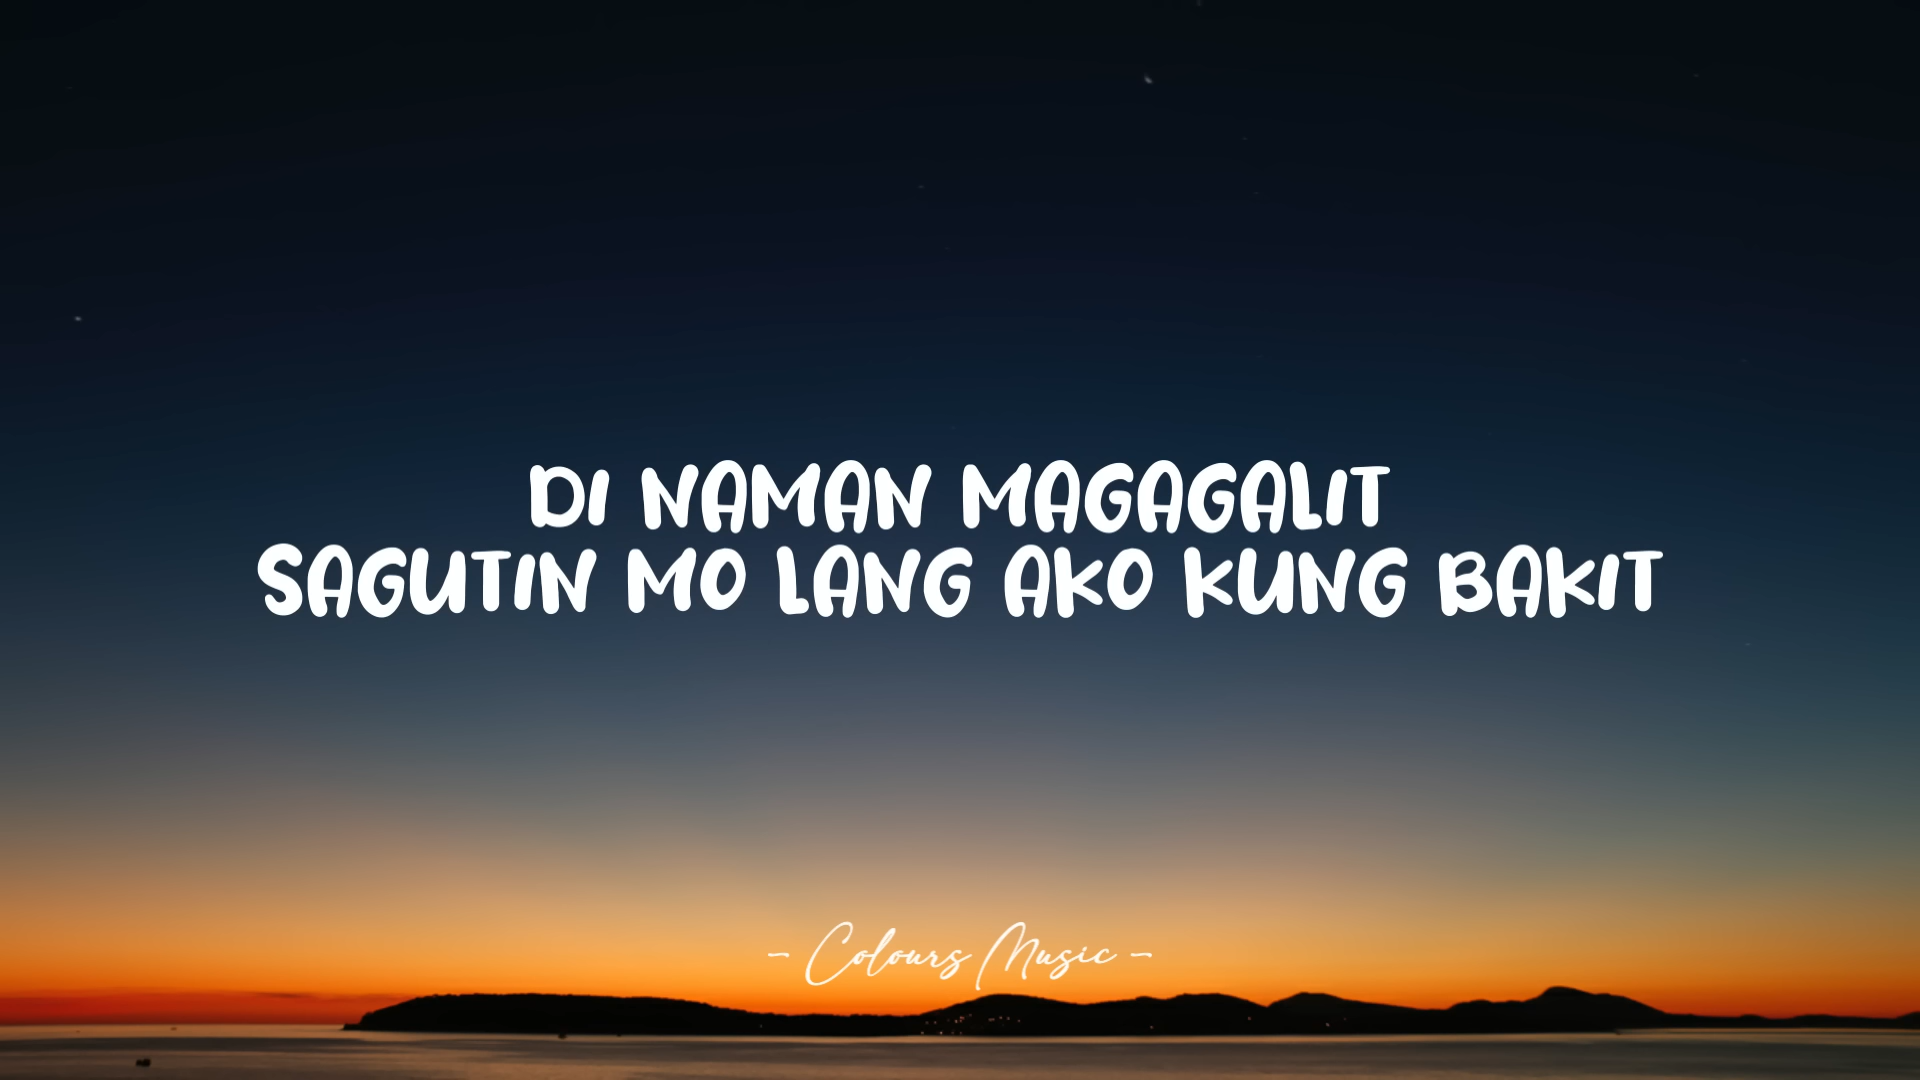 DI NAMAN MAGAGALIT
SAGUTIN MO LANG AKO KUNG BAKIT
- Colours Music -